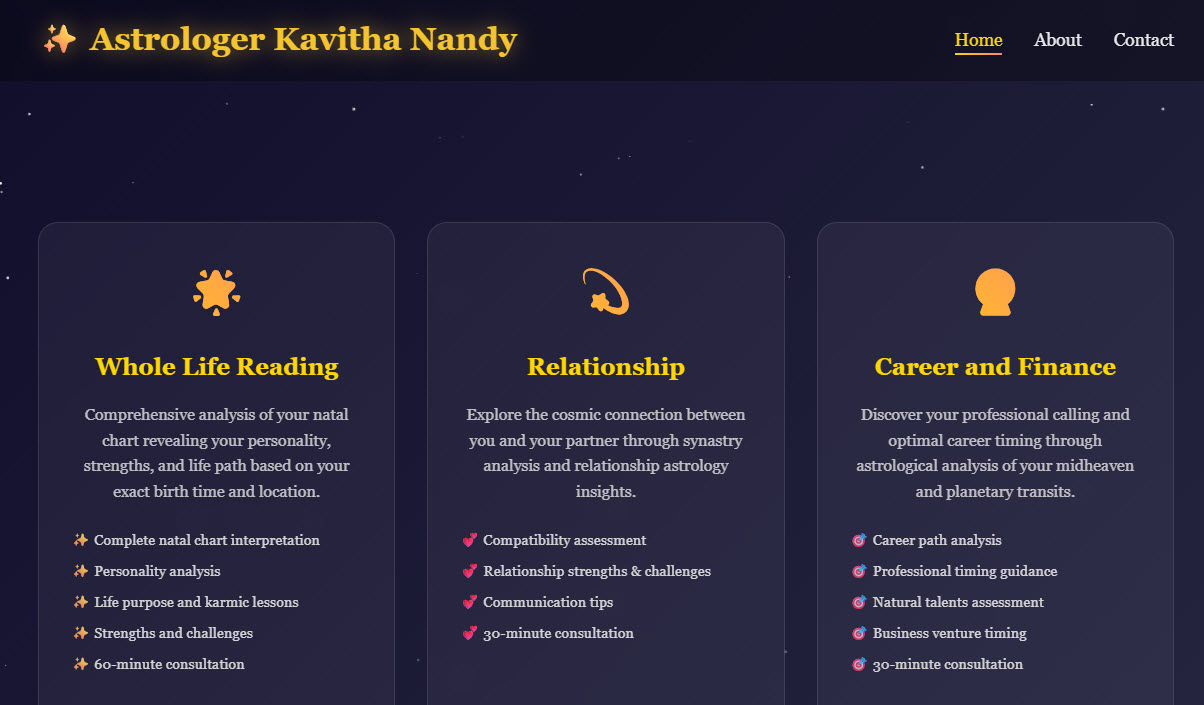 Astrologer Kavitha Nandy
Home
About
Contact
Whole Life Reading
Comprehensive analysis of your natal
chart revealing your personality,
strengths, and life path based on your
exact birth time and location.
Complete natal chart interpretation
Personality analysis
Life purpose and karmic lessons
Strengths and challenges
60-minute consultation
Relationship
Explore the cosmic connection between
you and your partner through synastry
analysis and relationship astrology
insights.
Compatibility assessment
Relationship strengths & challenges
Communication tips
30-minute consultation
Career and Finance
Discover your professional calling and
optimal career timing through
astrological analysis of your midheaven
and planetary transits.
Career path analysis
Professional timing guidance
Natural talents assessment
Business venture timing
30-minute consultation